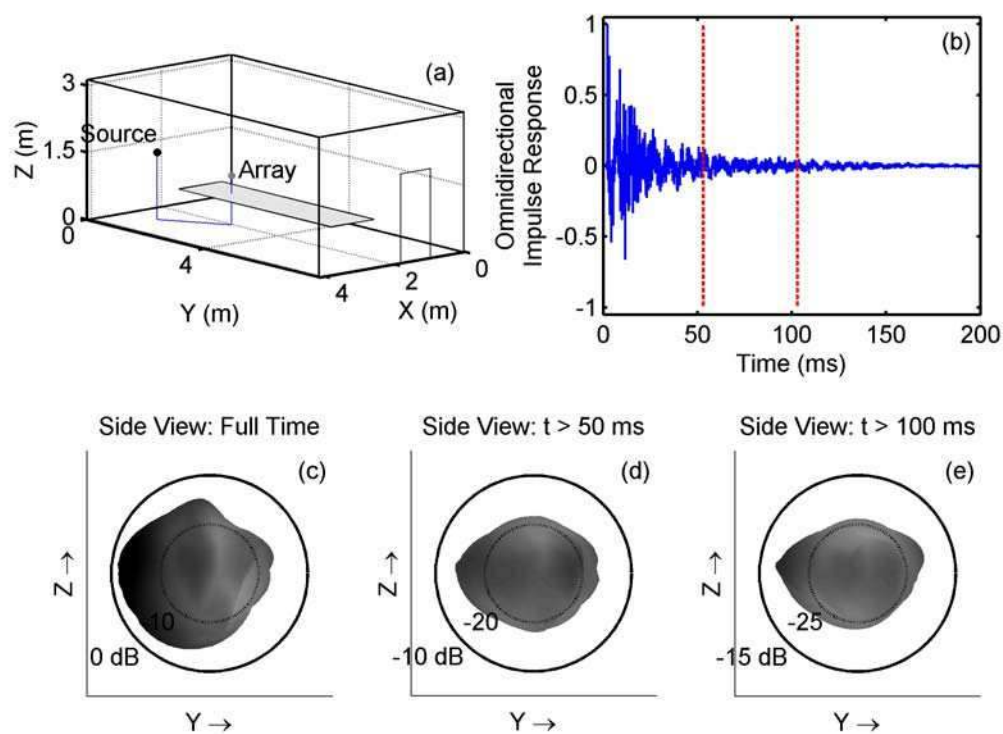 (a)
3
Z (m)
Source
1.5
Array
0
0
4
4
2
0
Y (m)
X (m)
(b)
Omnidirectional
Impulse Response
1
0.5
0
-0.5
-1
0
50
100
150
200
Time (ms)
Side View: Full Time
(c)
Z →
-10
0 dB
Y →
Side View: t > 50 ms
(d)
Z →
-20
-10 dB
Y →
Side View: t > 100 ms
(e)
Z →
-25
-15 dB
Y →